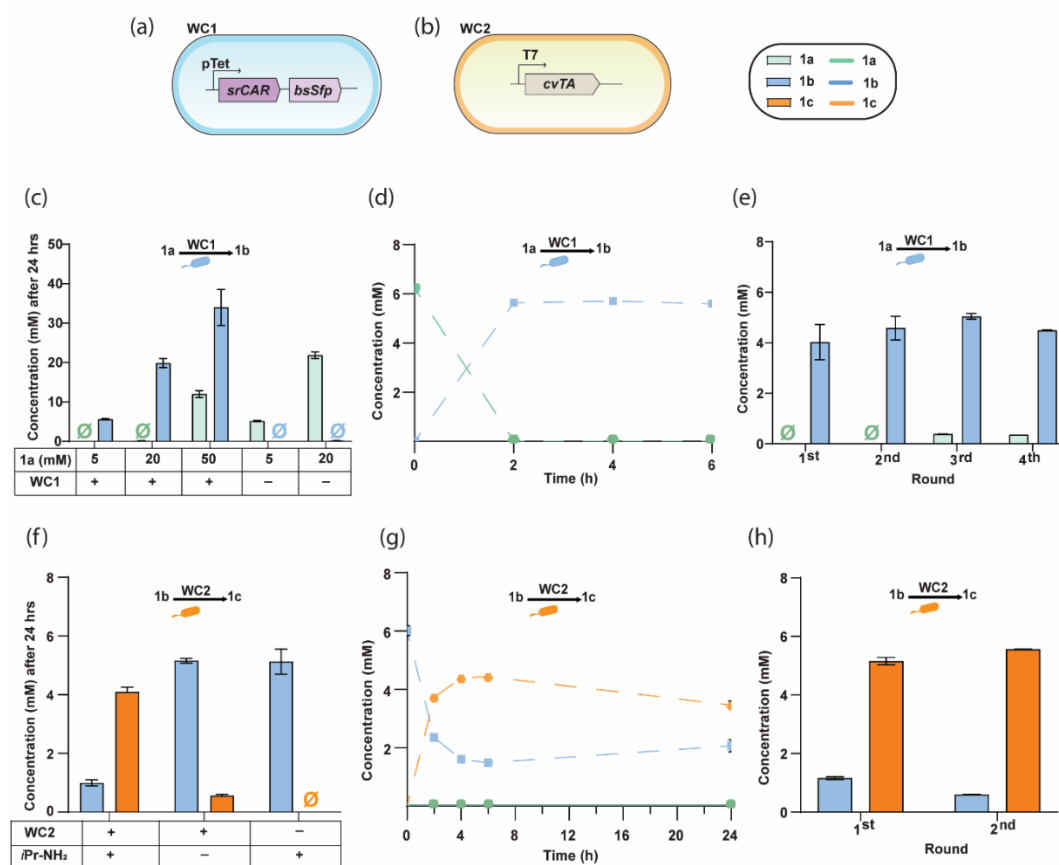 (a)
WC1
pTet
srCAR
bsSfp
(b)
WC2
T7
cvTA
1a 1a
1b 1b
1c 1c
(c)
Concentration (mM) after 24 hrs
50
40
30
20
10
0
1a WC1 1b
Ø Ø Ø Ø
1a (mM) 5 20 50 5 20
WC1 + + + – –
(d)
Concentration (mM)
8
6
4
2
1a WC1 1b
0 2 4 6
Time (h)
(e)
Concentration (mM)
8
6
4
2
0
1a WC1 1b
Ø Ø
1st 2nd 3rd 4th
Round
(f)
Concentration (mM) after 24 hrs
8
6
4
2
0
1b WC2 1c
Ø
WC2 + + –
iPr-NH₂ + – +
(g)
Concentration (mM)
8
6
4
2
1b WC2 1c
0 4 8 12 16 20 24
Time (h)
(h)
Concentration (mM)
8
6
4
2
0
1b WC2 1c
1st 2nd
Round